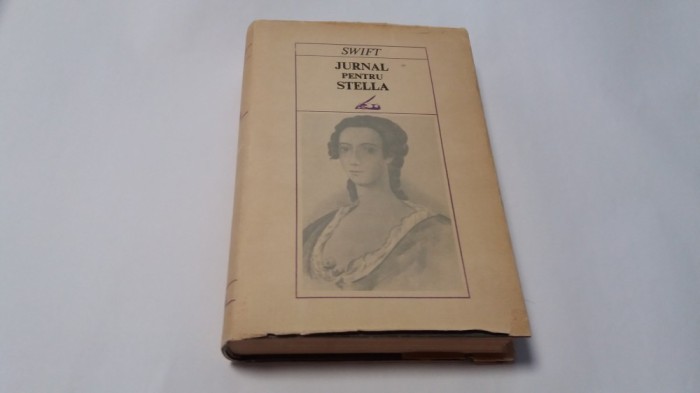 SWIFT
JURNAL
PENTRU
STELLA